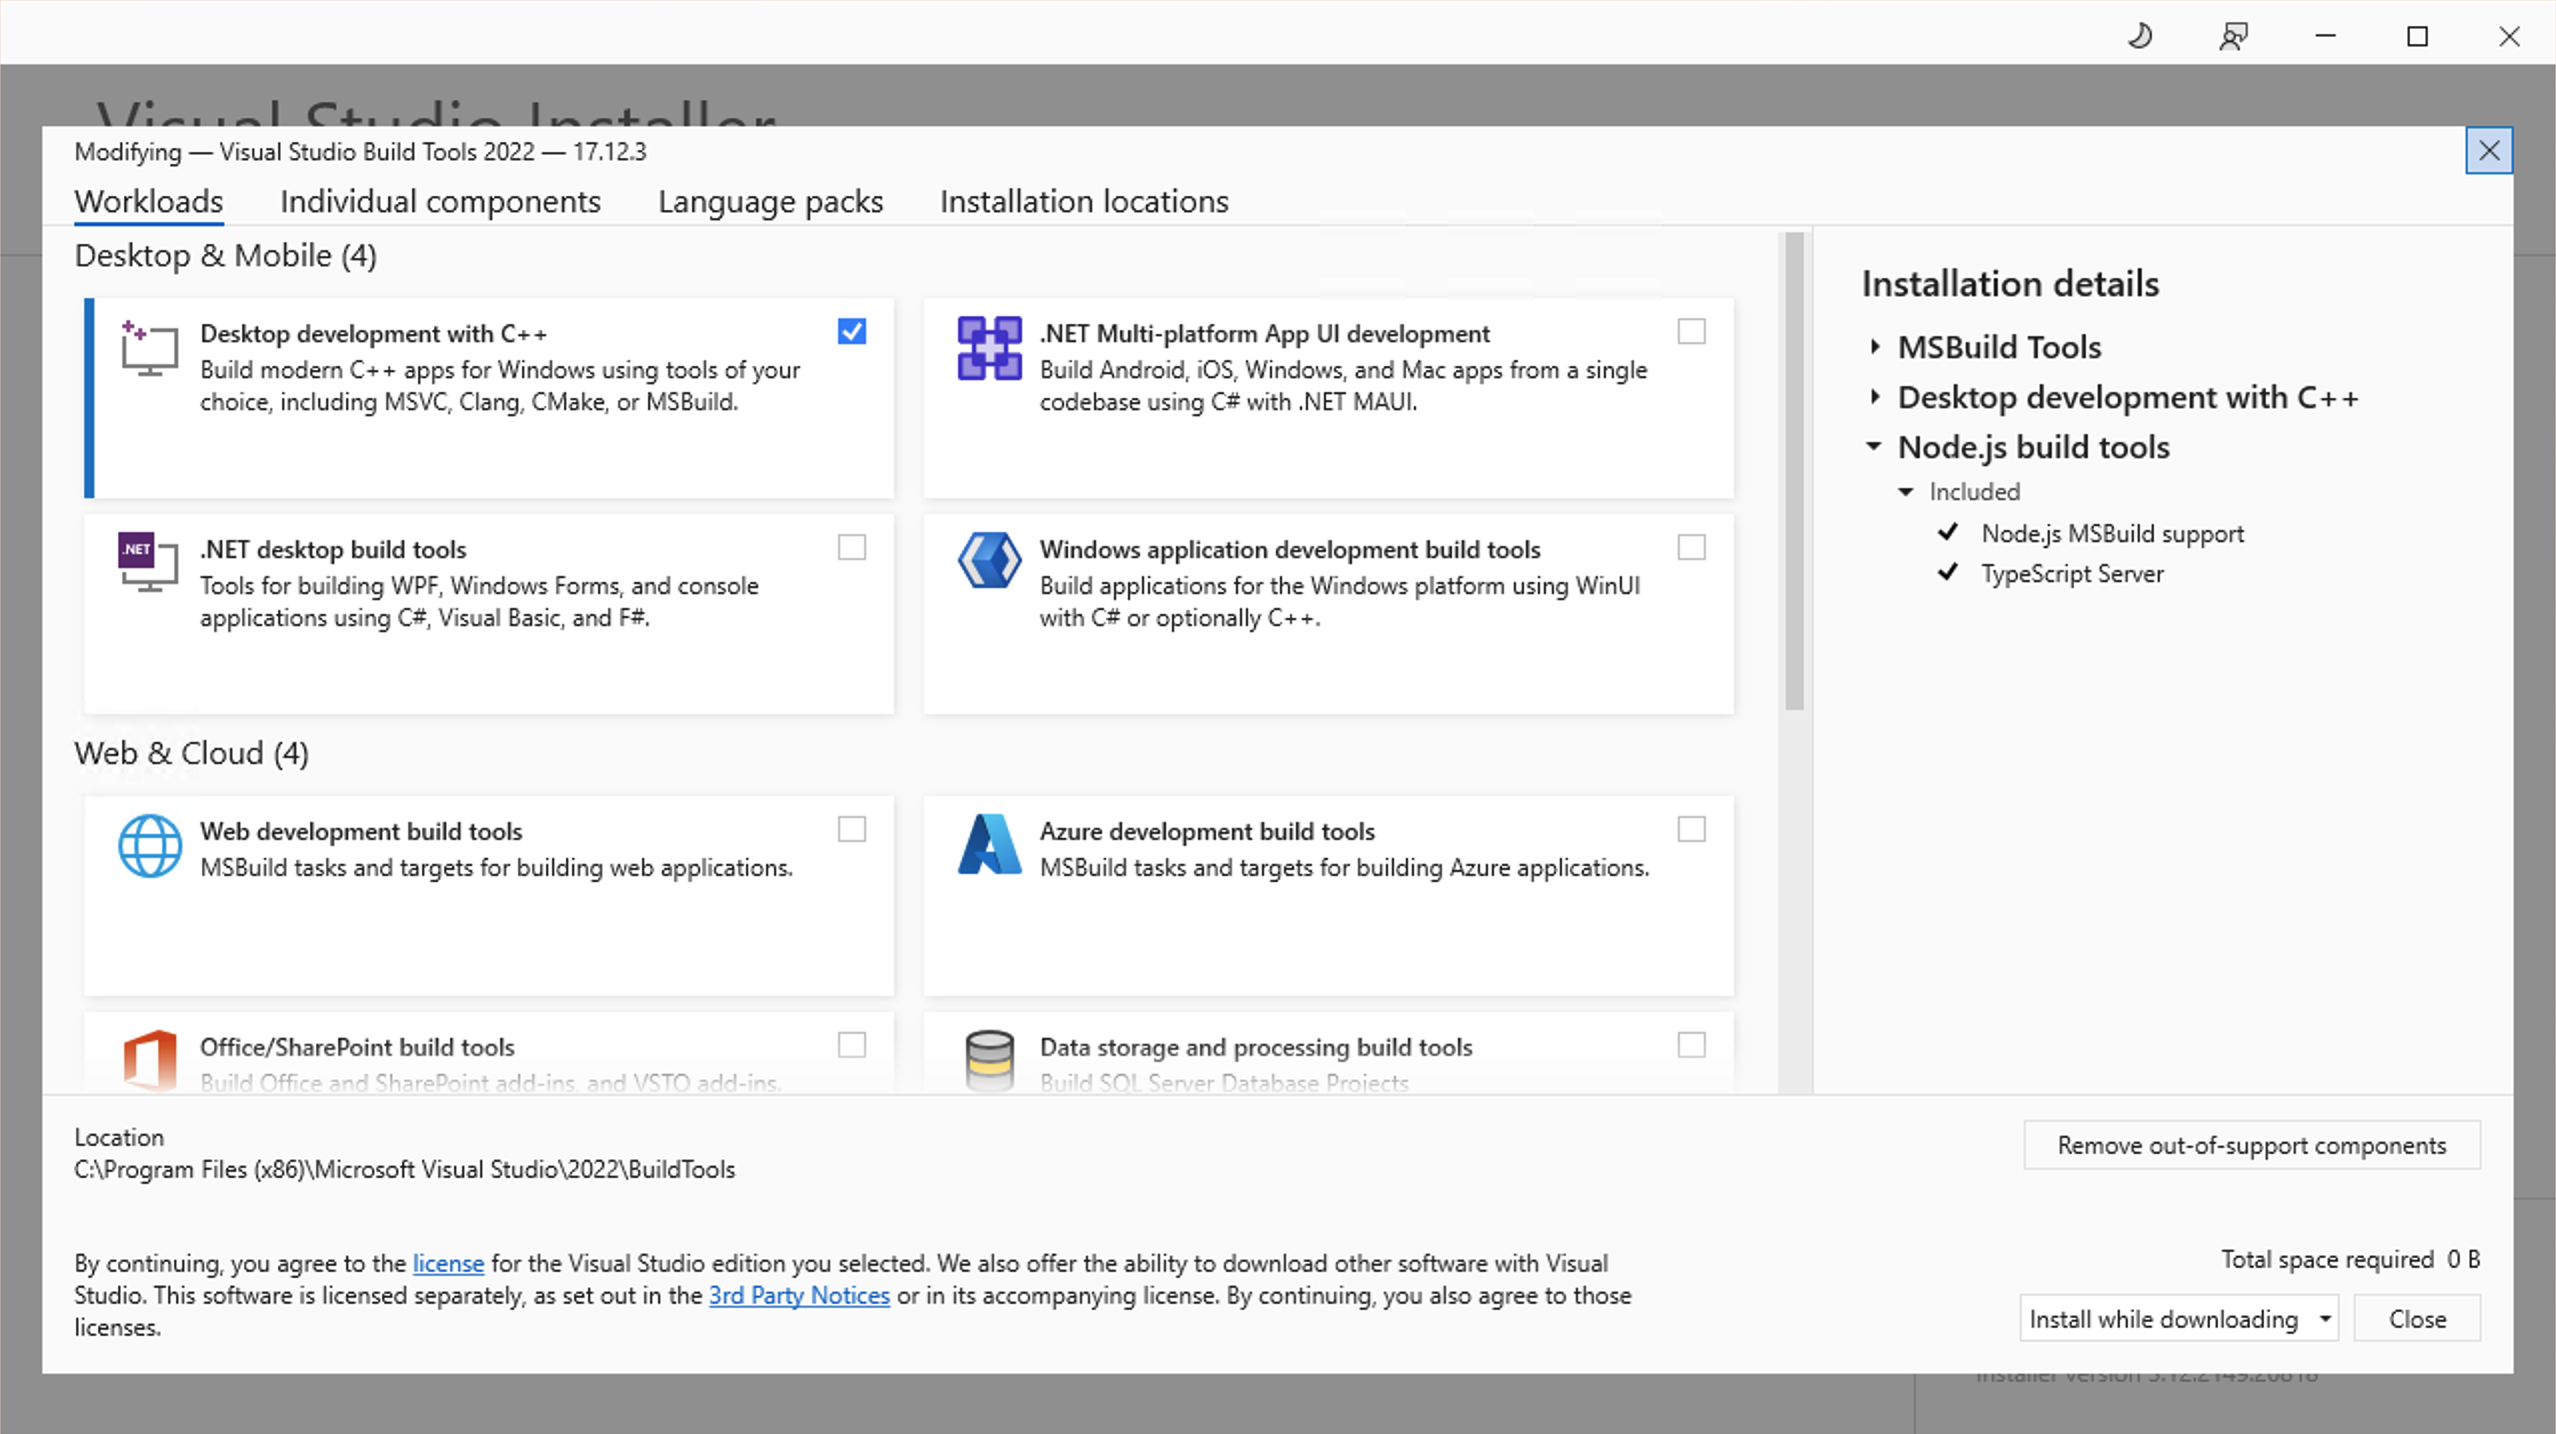 Visual Studio Installer
Modifying — Visual Studio Build Tools 2022 — 17.12.3
Workloads
Individual components
Language packs
Installation locations
Desktop & Mobile (4)
Desktop development with C++
Build modern C++ apps for Windows using tools of your
choice, including MSVC, Clang, CMake, or MSBuild.
.NET Multi-platform App UI development
Build Android, iOS, Windows, and Mac apps from a single
codebase using C# with .NET MAUI.
.NET
.NET desktop build tools
Tools for building WPF, Windows Forms, and console
applications using C#, Visual Basic, and F#.
Windows application development build tools
Build applications for the Windows platform using WinUI
with C# or optionally C++.
Web & Cloud (4)
Web development build tools
MSBuild tasks and targets for building web applications.
Azure development build tools
MSBuild tasks and targets for building Azure applications.
Office/SharePoint build tools
Build Office and SharePoint add-ins, and VSTO add-ins.
Data storage and processing build tools
Build SQL Server Database Projects
Installation details
MSBuild Tools
Desktop development with C++
Node.js build tools
Included
Node.js MSBuild support
TypeScript Server
Location
C:\Program Files (x86)\Microsoft Visual Studio\2022\BuildTools
Remove out-of-support components
By continuing, you agree to the license for the Visual Studio edition you selected. We also offer the ability to download other software with Visual
Studio. This software is licensed separately, as set out in the 3rd Party Notices or in its accompanying license. By continuing, you also agree to those
licenses.
Total space required 0 B
Install while downloading
Close
Installer version 3.12.2149.20818